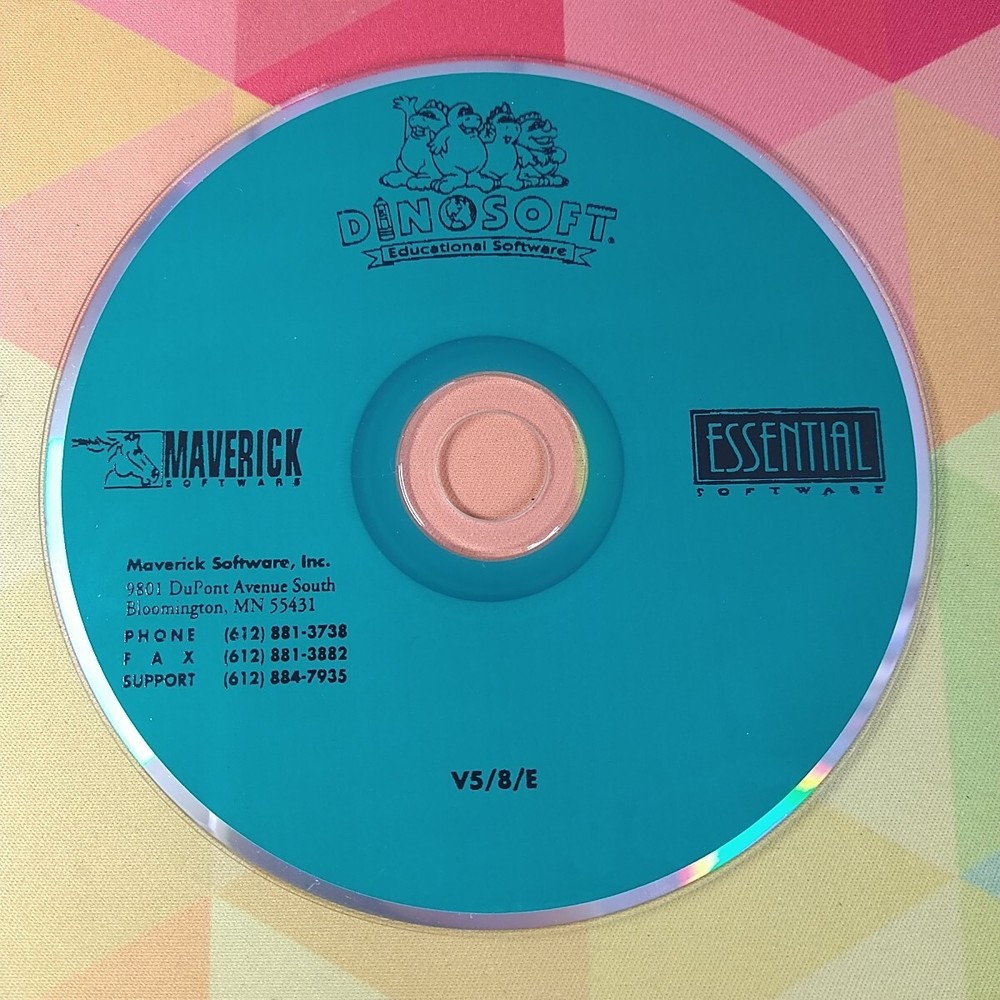 DINOSOFT.
Educational Software
MAVERICK
SOFTWARE
ESSENTIAL
SOFTWARE
Maverick Software, Inc.
9801 DuPont Avenue South
Bloomington, MN 55431
PHONE (612) 881-3738
FAX (612) 881-3882
SUPPORT (612) 884-7935
V5/8/E